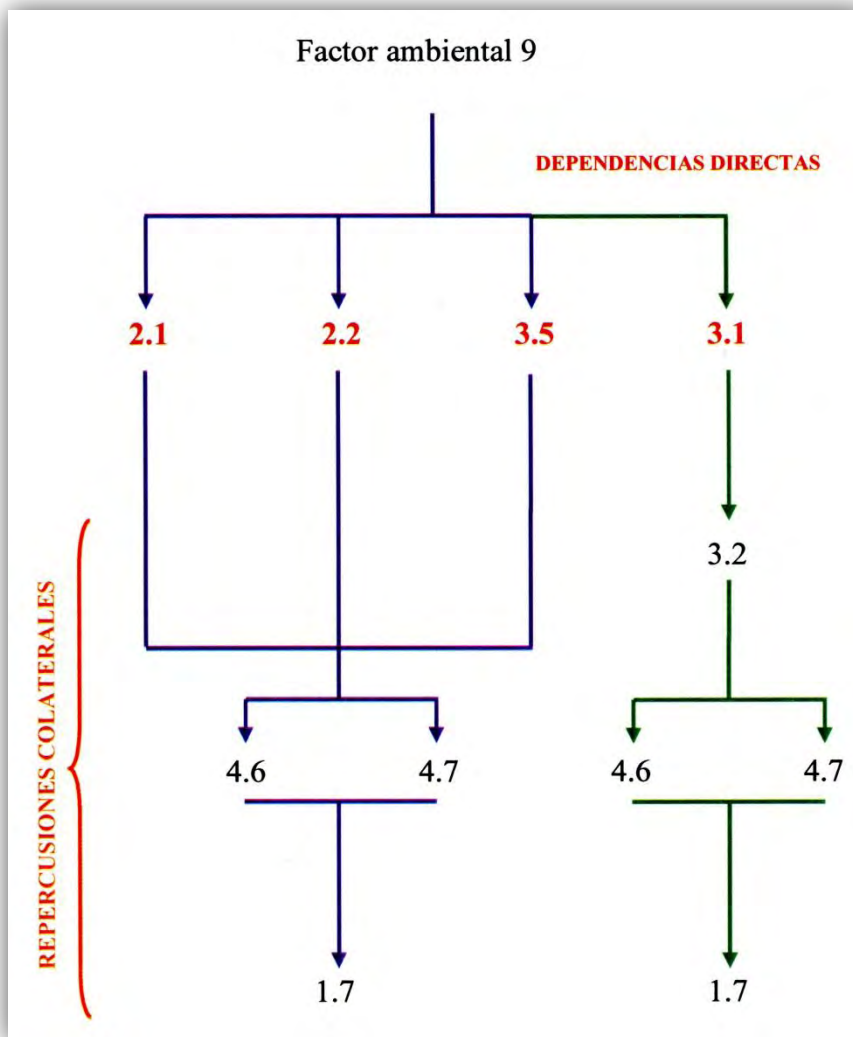 Factor ambiental 9
DEPENDENCIAS DIRECTAS
2.1 2.2 3.5 3.1
REPERCUSIONES COLATERALES
3.2
4.6 4.7 4.6 4.7
1.7 1.7